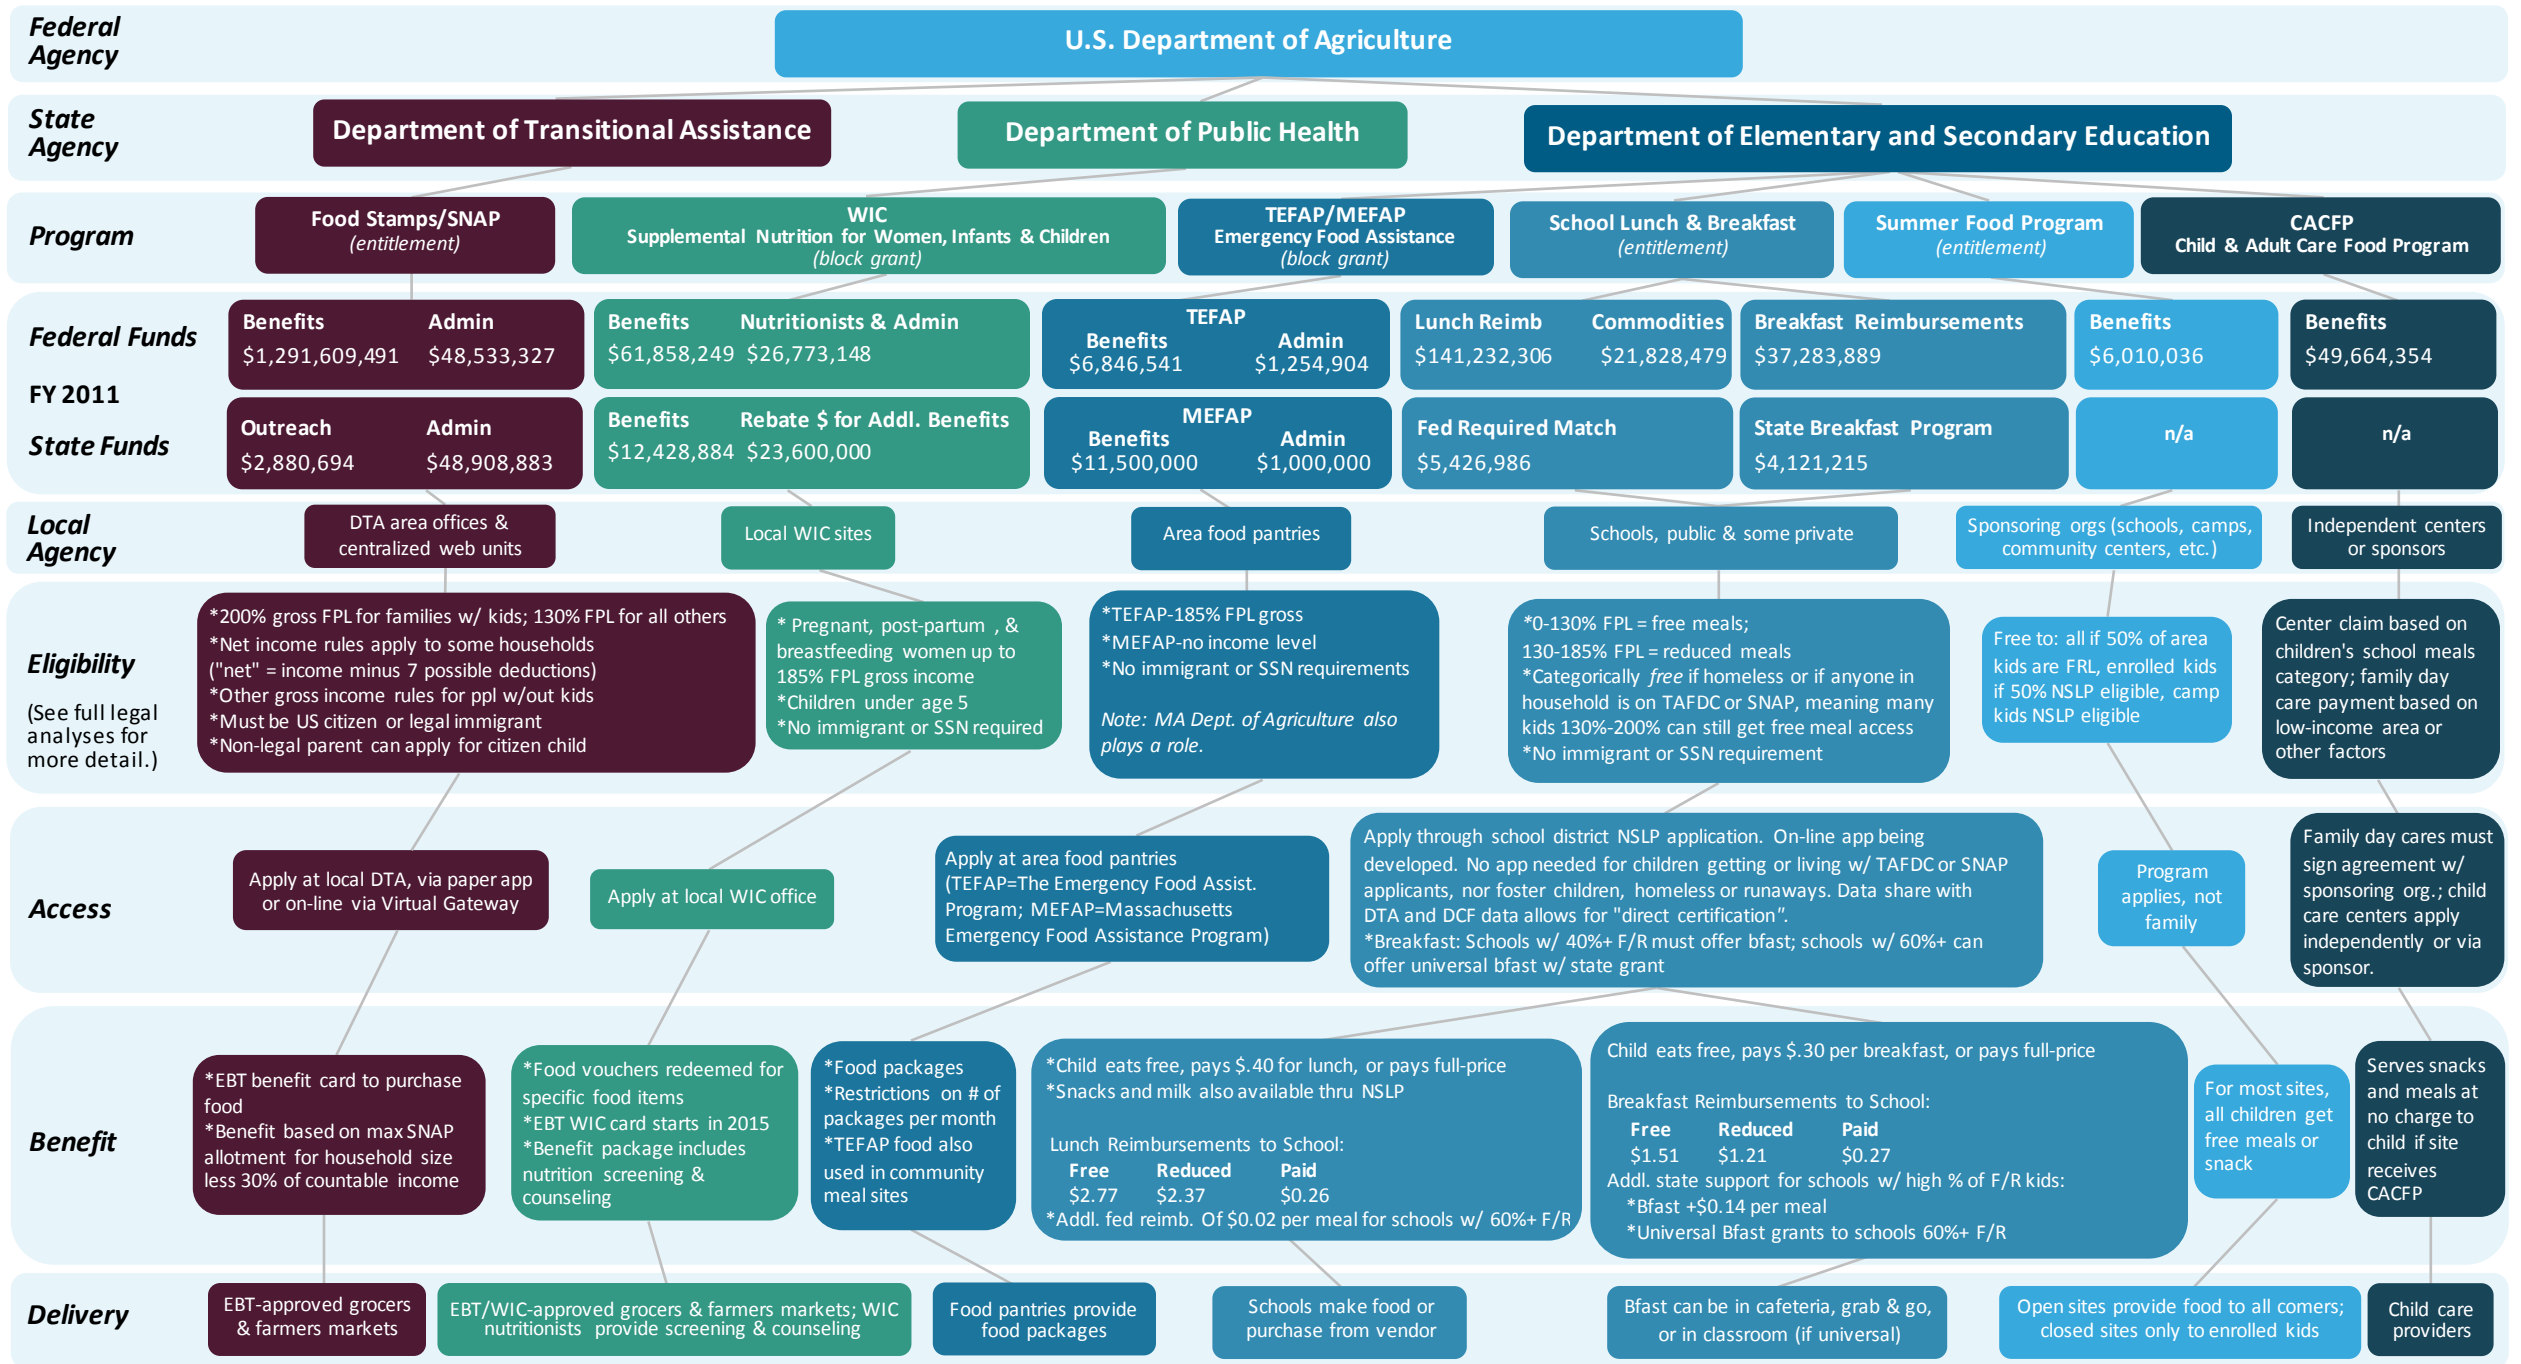 Federal
Agency
U.S. Department of Agriculture
State
Agency
Department of Transitional Assistance
Department of Public Health
Department of Elementary and Secondary Education
Program
Food Stamps/SNAP
(entitlement)
WIC
Supplemental Nutrition for Women, Infants & Children
(block grant)
TEFAP/MEFAP
Emergency Food Assistance
(block grant)
School Lunch & Breakfast
(entitlement)
Summer Food Program
(entitlement)
CACFP
Child & Adult Care Food Program
Federal Funds
FY 2011
State Funds
Benefits Admin
$1,291,609,491 $48,533,327
Benefits Nutritionists & Admin
$61,858,249 $26,773,148
TEFAP
Benefits Admin
$6,846,541 $1,254,904
Lunch Reimb Commodities
$141,232,306 $21,828,479
Breakfast Reimbursements
$37,283,889
Benefits
$6,010,036
Benefits
$49,664,354
Outreach Admin
$2,880,694 $48,908,883
Benefits Rebate $ for Addl. Benefits
$12,428,884 $23,600,000
MEFAP
Benefits Admin
$11,500,000 $1,000,000
Fed Required Match
$5,426,986
State Breakfast Program
$4,121,215
n/a
n/a
Local
Agency
DTA area offices &
centralized web units
Local WIC sites
Area food pantries
Schools, public & some private
Sponsoring orgs (schools, camps,
community centers, etc.)
Independent centers
or sponsors
Eligibility
(See full legal
analyses for
more detail.)
*200% gross FPL for families w/ kids; 130% FPL for all others
*Net income rules apply to some households
("net" = income minus 7 possible deductions)
*Other gross income rules for ppl w/out kids
*Must be US citizen or legal immigrant
*Non-legal parent can apply for citizen child
* Pregnant, post-partum , &
breastfeeding women up to
185% FPL gross income
*Children under age 5
*No immigrant or SSN required
*TEFAP-185% FPL gross
*MEFAP-no income level
*No immigrant or SSN requirements
Note: MA Dept. of Agriculture also
plays a role.
*0-130% FPL = free meals;
130-185% FPL = reduced meals
*Categorically free if homeless or if anyone in
household is on TAFDC or SNAP, meaning many
kids 130%-200% can still get free meal access
*No immigrant or SSN requirement
Free to: all if 50% of area
kids are FRL, enrolled kids
if 50% NSLP eligible, camp
kids NSLP eligible
Center claim based on
children's school meals
category; family day
care payment based on
low-income area or
other factors
Access
Apply at local DTA, via paper app
or on-line via Virtual Gateway
Apply at local WIC office
Apply at area food pantries
(TEFAP=The Emergency Food Assist.
Program; MEFAP=Massachusetts
Emergency Food Assistance Program)
Apply through school district NSLP application. On-line app being
developed. No app needed for children getting or living w/ TAFDC or SNAP
applicants, nor foster children, homeless or runaways. Data share with
DTA and DCF data allows for "direct certification".
*Breakfast: Schools w/ 40%+ F/R must offer bfast; schools w/ 60%+ can
offer universal bfast w/ state grant
Program
applies, not
family
Family day cares must
sign agreement w/
sponsoring org.; child
care centers apply
independently or via
sponsor.
Benefit
*EBT benefit card to purchase
food
*Benefit based on max SNAP
allotment for household size
less 30% of countable income
*Food vouchers redeemed for
specific food items
*EBT WIC card starts in 2015
*Benefit package includes
nutrition screening &
counseling
*Food packages
*Restrictions on # of
packages per month
*TEFAP food also
used in community
meal sites
*Child eats free, pays $.40 for lunch, or pays full-price
*Snacks and milk also available thru NSLP
Lunch Reimbursements to School:
Free Reduced Paid
$2.77 $2.37 $0.26
*Addl. fed reimb. Of $0.02 per meal for schools w/ 60%+ F/R
Child eats free, pays $.30 per breakfast, or pays full-price
Breakfast Reimbursements to School:
Free Reduced Paid
$1.51 $1.21 $0.27
Addl. state support for schools w/ high % of F/R kids:
*Bfast +$0.14 per meal
*Universal Bfast grants to schools 60%+ F/R
For most sites,
all children get
free meals or
snack
Serves snacks
and meals at
no charge to
child if site
receives
CACFP
Delivery
EBT-approved grocers
& farmers markets
EBT/WIC-approved grocers & farmers markets; WIC
nutritionists provide screening & counseling
Food pantries provide
food packages
Schools make food or
purchase from vendor
Bfast can be in cafeteria, grab & go,
or in classroom (if universal)
Open sites provide food to all comers;
closed sites only to enrolled kids
Child care
providers